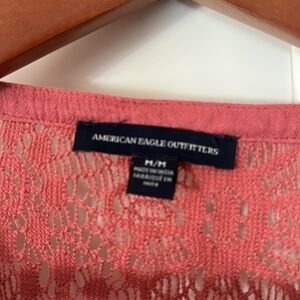 AMERICAN EAGLE OUTFITTERS
M/M
MADE IN INDIA
FABRIQUÉ EN
INDE